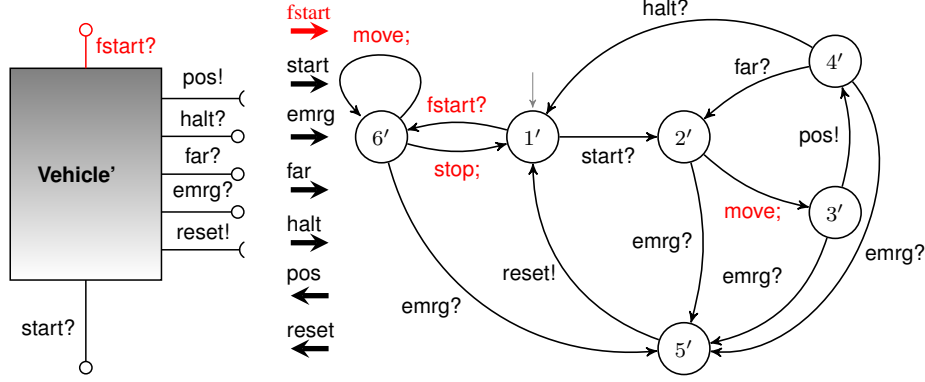 fstart?
pos!
halt?
far?
emrg?
reset!
Vehicle'
start?
fstart
start
emrg
far
halt
pos
reset
move;
fstart?
stop;
start?
halt?
far?
pos!
move;
emrg?
emrg?
emrg?
reset!
emrg?
6′
1′
2′
4′
3′
5′